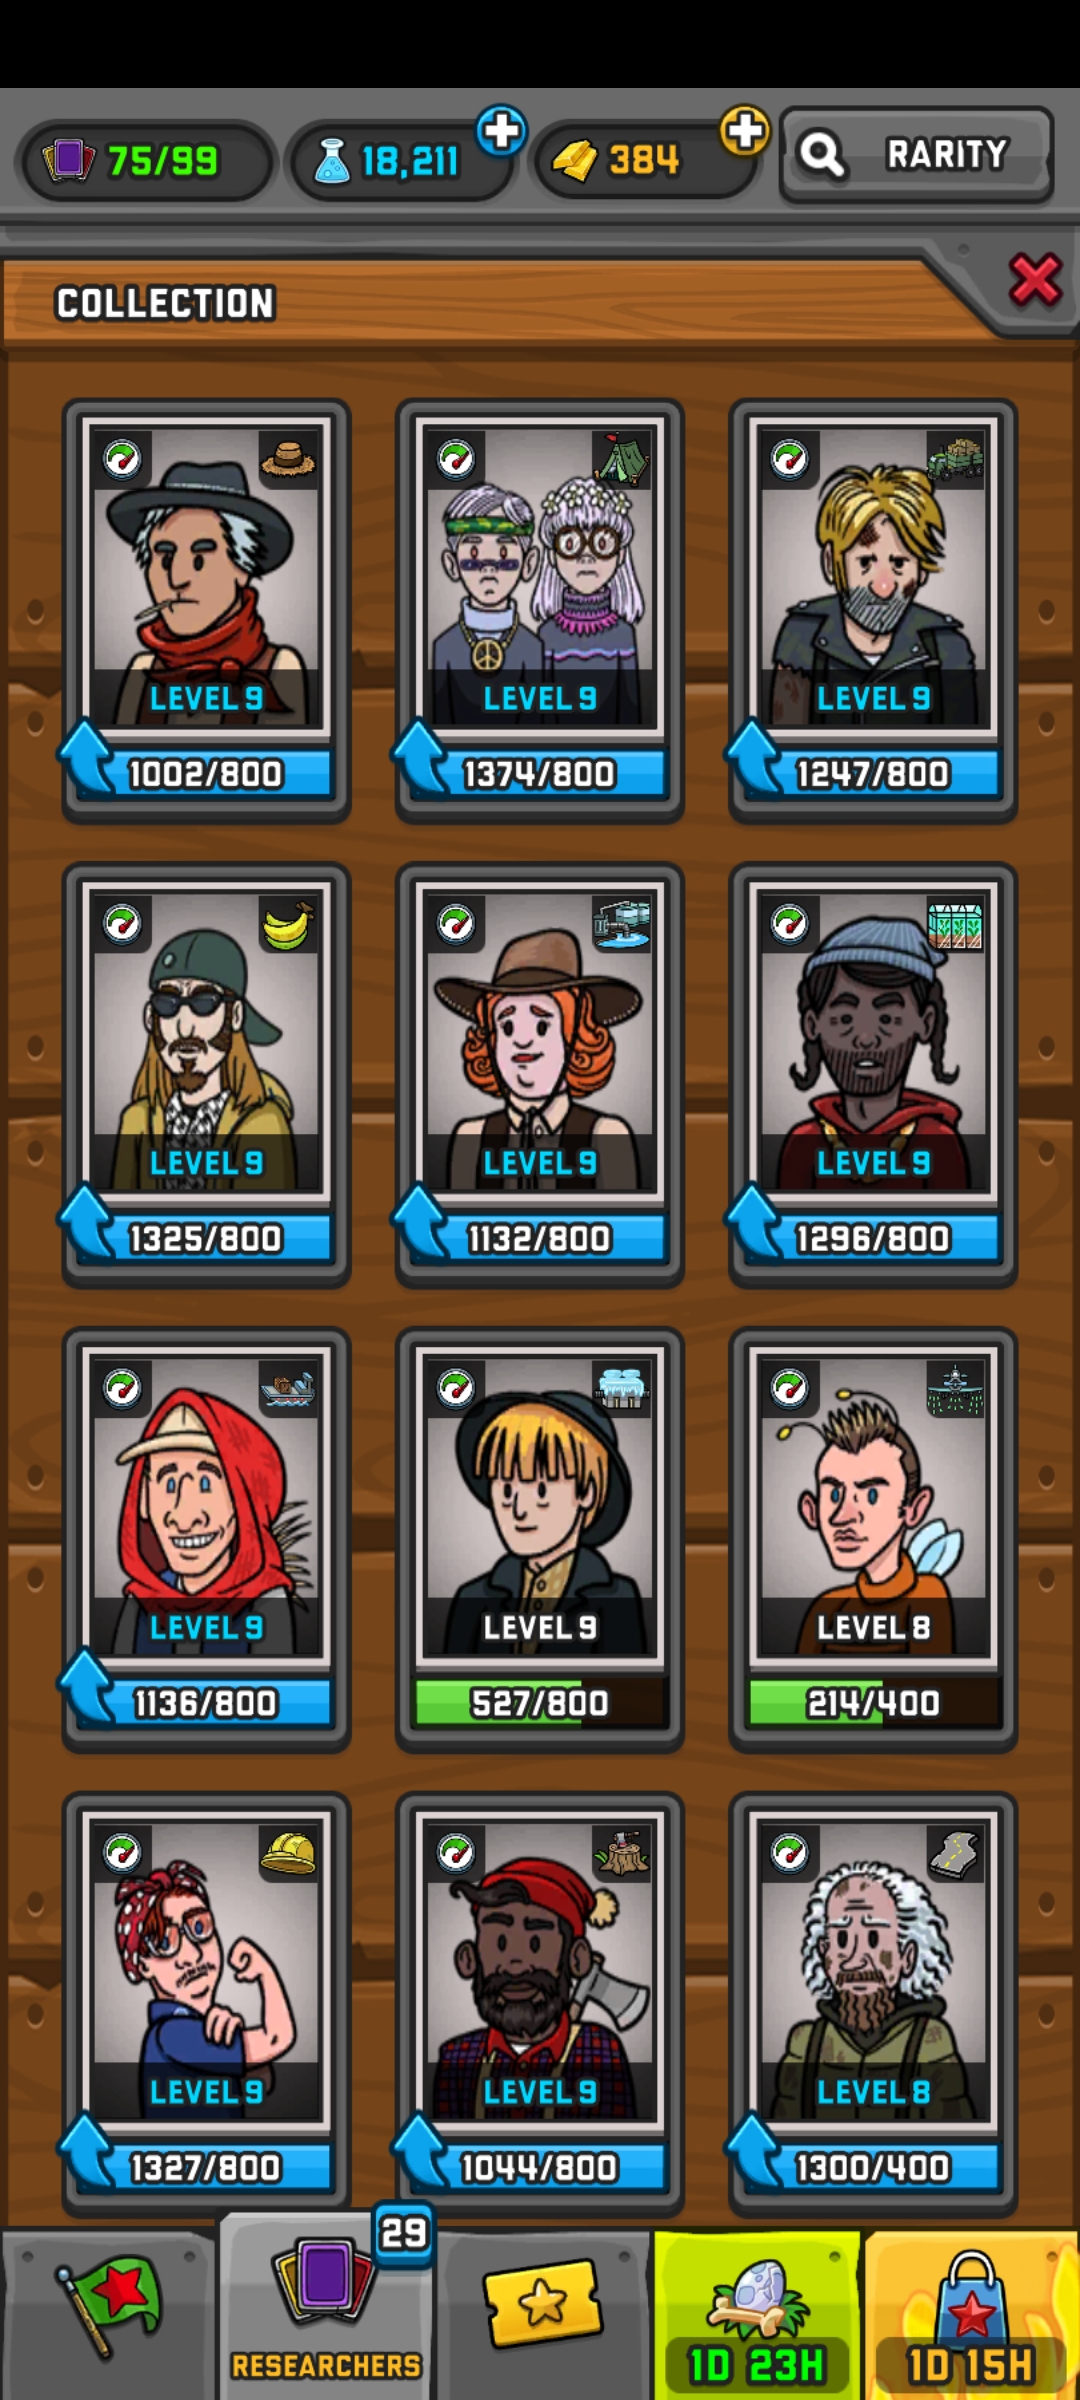 75/99
18,211
384
RARITY
COLLECTION
LEVEL 9
LEVEL 9
LEVEL 9
1002/800
1374/800
1247/800
LEVEL 9
LEVEL 9
LEVEL 9
1325/800
1132/800
1296/800
LEVEL 9
LEVEL 9
LEVEL 8
1136/800
527/800
214/400
LEVEL 9
LEVEL 9
LEVEL 8
1327/800
1044/800
1300/400
29
RESEARCHERS
1D 23H
1D 15H